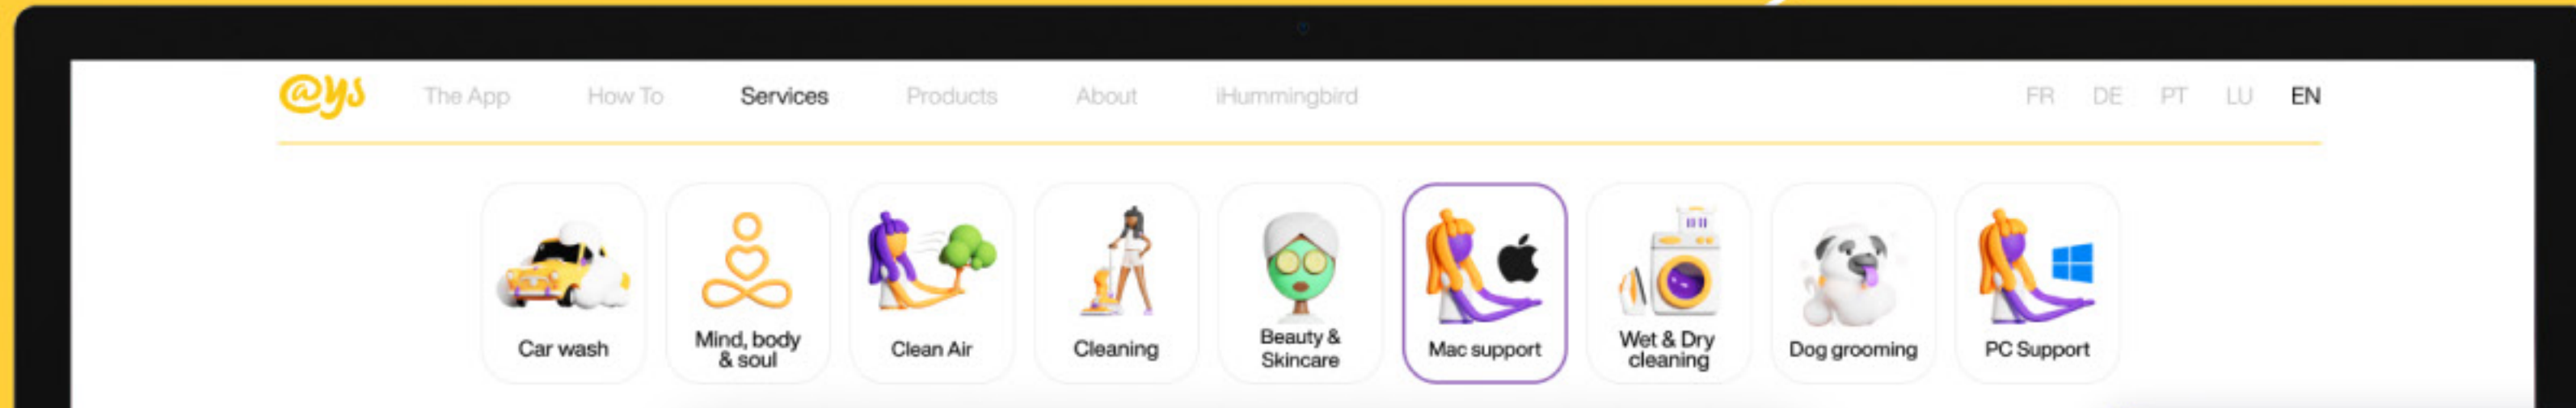 @ys
The App
How To
Services
Products
About
iHummingbird
FR
DE
PT
LU
EN
Car wash
Mind, body
& soul
Clean Air
Cleaning
Beauty &
Skincare
Mac support
Wet & Dry
cleaning
Dog grooming
PC Support